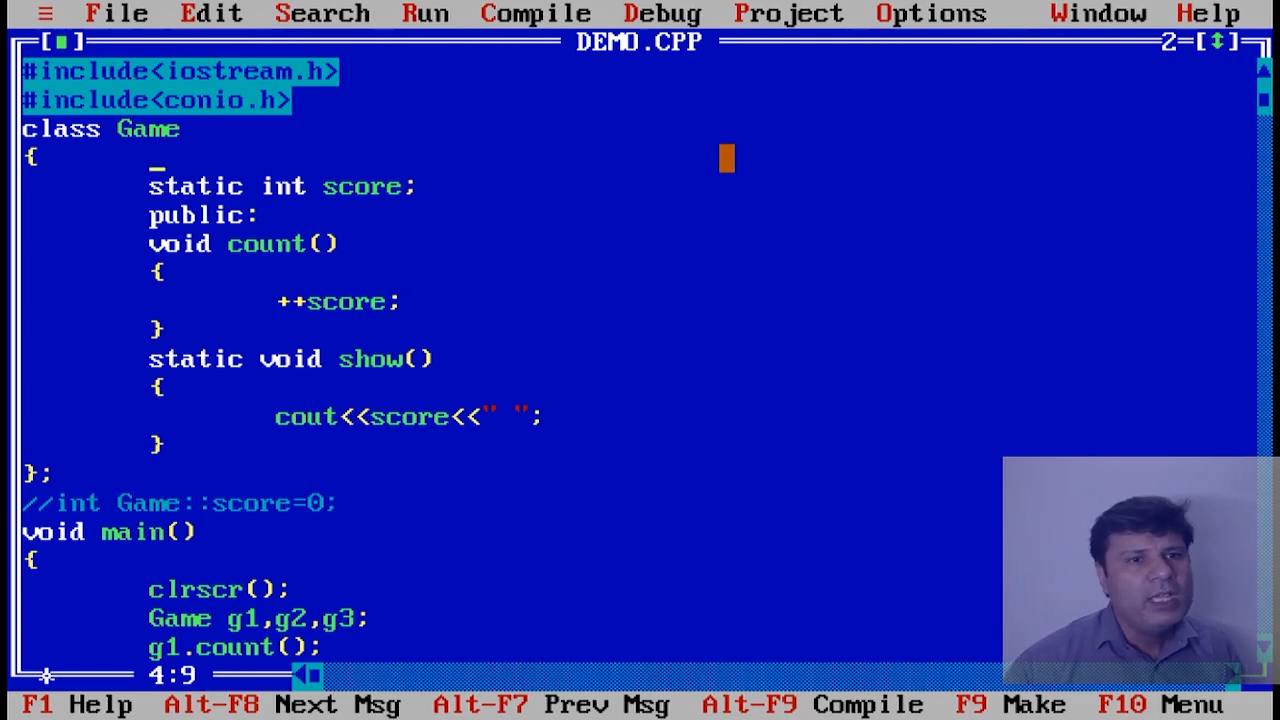 ≡ File Edit Search Run Compile Debug Project Options Window Help
[■] DEMO.CPP 2=[↕]
#include<iostream.h>
#include<conio.h>
class Game
{
static int score;
public:
void count()
{
++score;
}
static void show()
{
cout<<score<<" ";
}
};
//int Game::score=0;
void main()
{
clrscr();
Game g1,g2,g3;
g1.count();
4:9
F1 Help Alt-F8 Next Msg Alt-F7 Prev Msg Alt-F9 Compile F9 Make F10 Menu